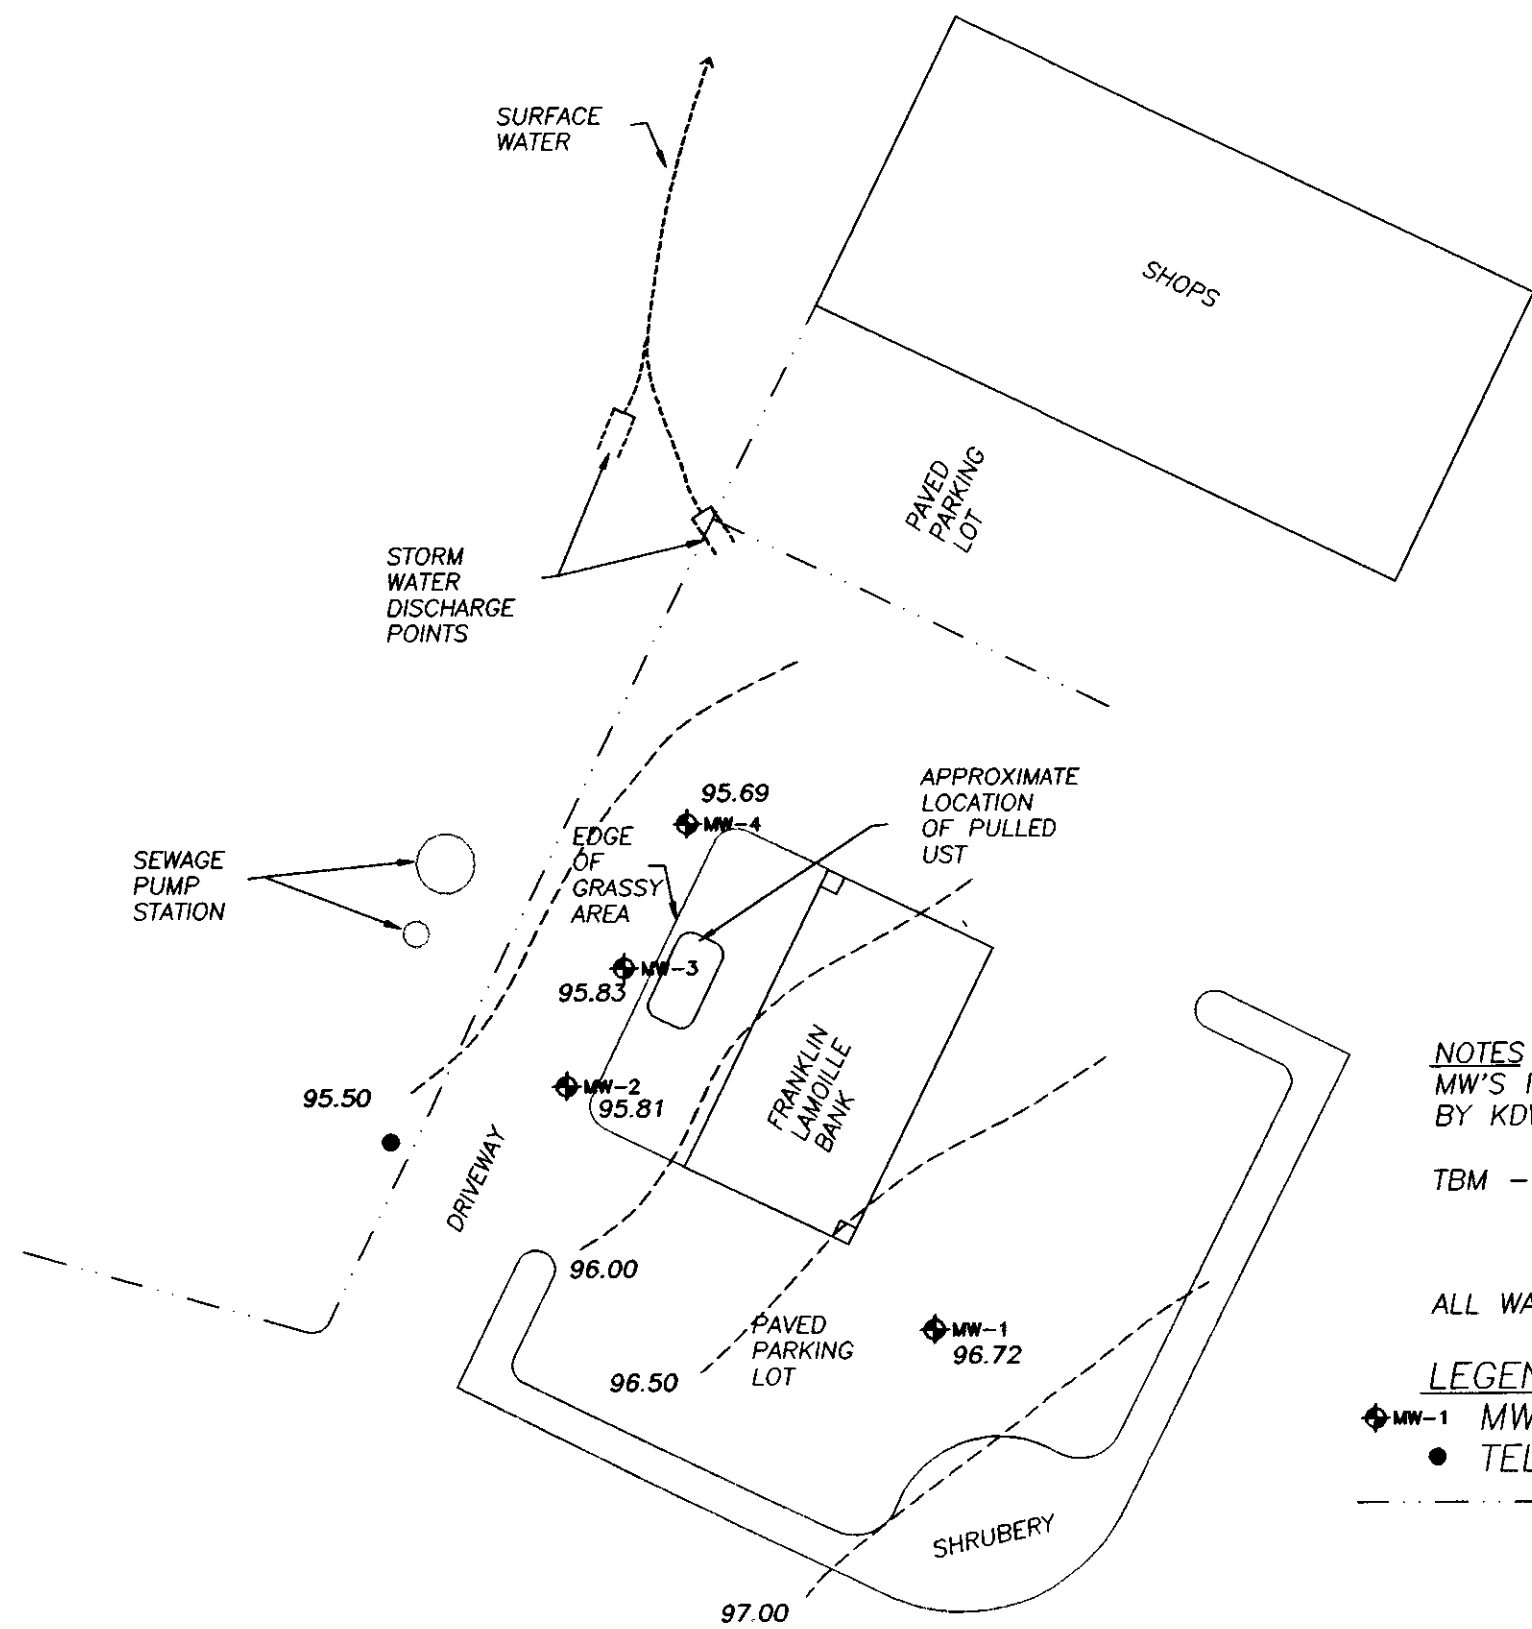 SURFACE
WATER
SHOPS
PAVED
PARKING
LOT
STORM
WATER
DISCHARGE
POINTS
95.69
MW-4
APPROXIMATE
LOCATION
OF PULLED
UST
EDGE
OF
GRASSY
AREA
SEWAGE
PUMP
STATION
MW-3
95.83
FRANKLIN
LAMOILLE
BANK
MW-2
95.81
95.50
DRIVEWAY
96.00
PAVED
PARKING
LOT
MW-1
96.72
96.50
SHRUBERY
97.00
NOTES
MW'S
BY
TBM -
ALL
MW-1